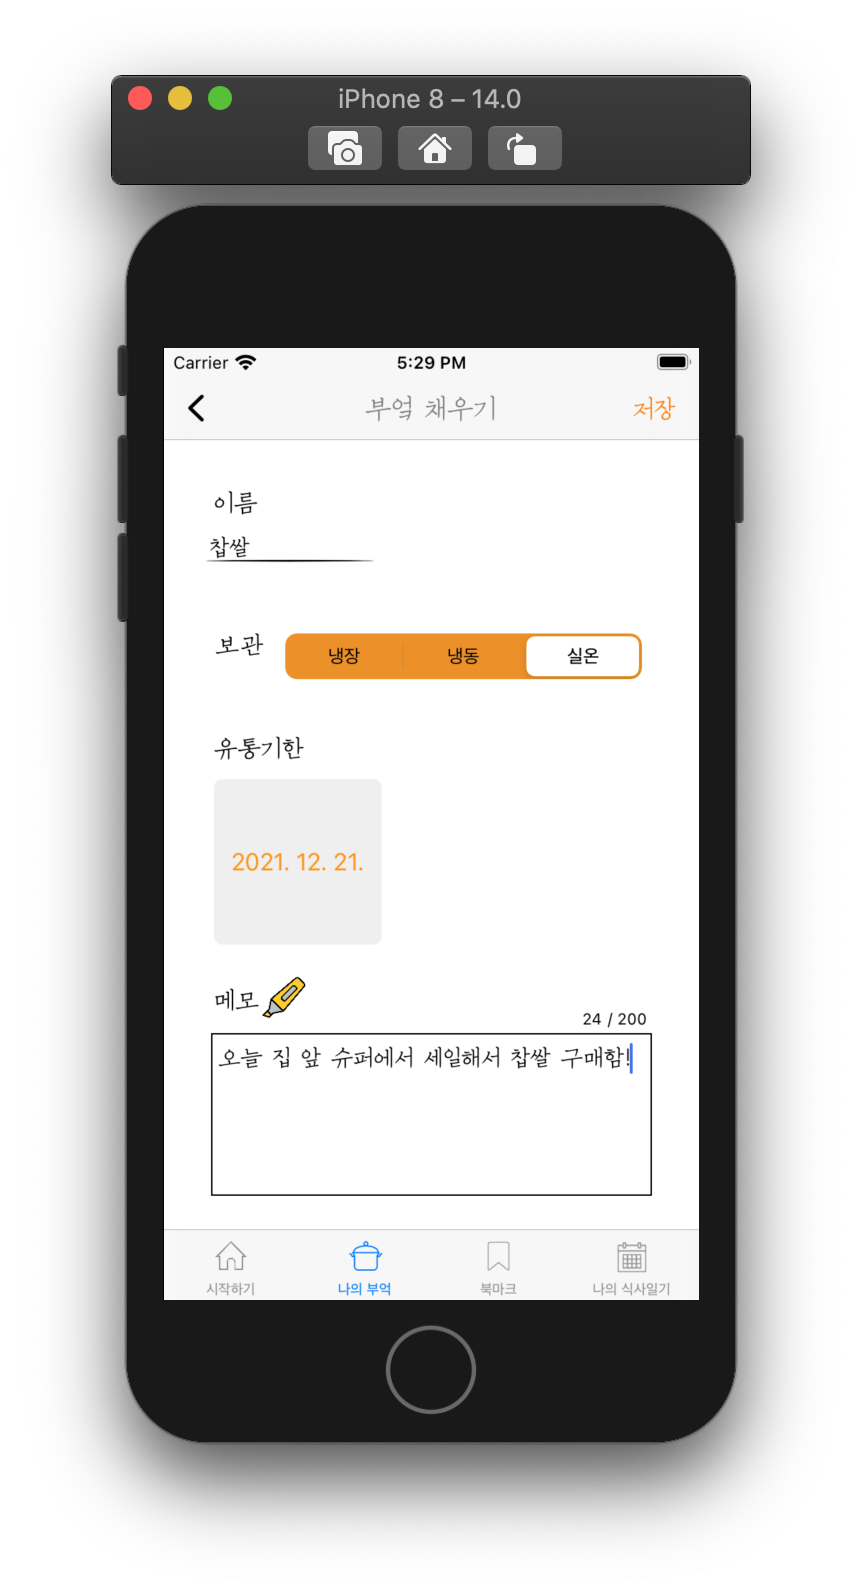 iPhone 8 – 14.0
Carrier 5:29 PM
부엌 채우기 저장
이름
찹쌀
보관 냉장 냉동 실온
유통기한
2021. 12. 21.
메모
24 / 200
오늘 집 앞 슈퍼에서 세일해서 찹쌀 구매함!
시작하기 나의 부엌 북마크 나의 식사일기